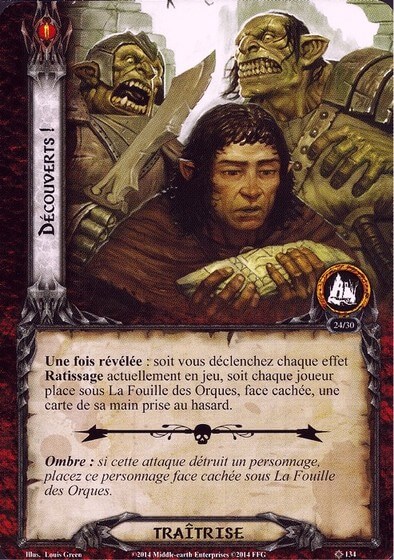 DÉCOUVERTS !
24/30
Une fois révélée : soit vous déclenchez chaque effet
Ratissage actuellement en jeu, soit chaque joueur
place sous La Fouille des Orques, face cachée, une
carte de sa main prise au hasard.
Ombre : si cette attaque détruit un personnage,
placez ce personnage face cachée sous La Fouille
des Orques.
TRAÎTRISE
Illus. Louis Green
©2014 Middle-earth Enterprises ©2014 FFG
134